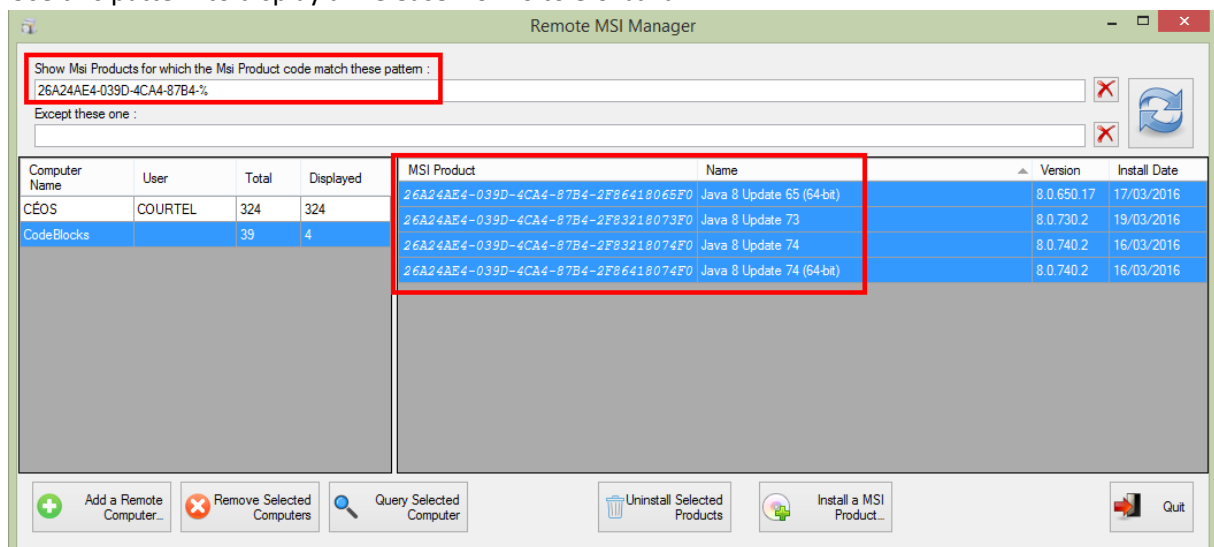 Remote MSI Manager
Show Msi Products for which the Msi Product code match these pattern :
26A24AE4-039D-4CA4-87B4-%
Except these one :
Computer Name User Total Displayed
CÉOS COURTEL 324 324
CodeBlocks 39 4
MSI Product Name Version Install Date
26A24AE4-039D-4CA4-87B4-2F86418065F0 Java 8 Update 65 (64-bit) 8.0.650.17 17/03/2016
26A24AE4-039D-4CA4-87B4-2F83218073F0 Java 8 Update 73 8.0.730.2 19/03/2016
26A24AE4-039D-4CA4-87B4-2F83218074F0 Java 8 Update 74 8.0.740.2 16/03/2016
26A24AE4-039D-4CA4-87B4-2F86418074F0 Java 8 Update 74 (64-bit) 8.0.740.2 16/03/2016
Add a Remote
Computer...
Remove Selected
Computers
Query Selected
Computer
Uninstall Selected
Products
Install a MSI
Product...
Quit